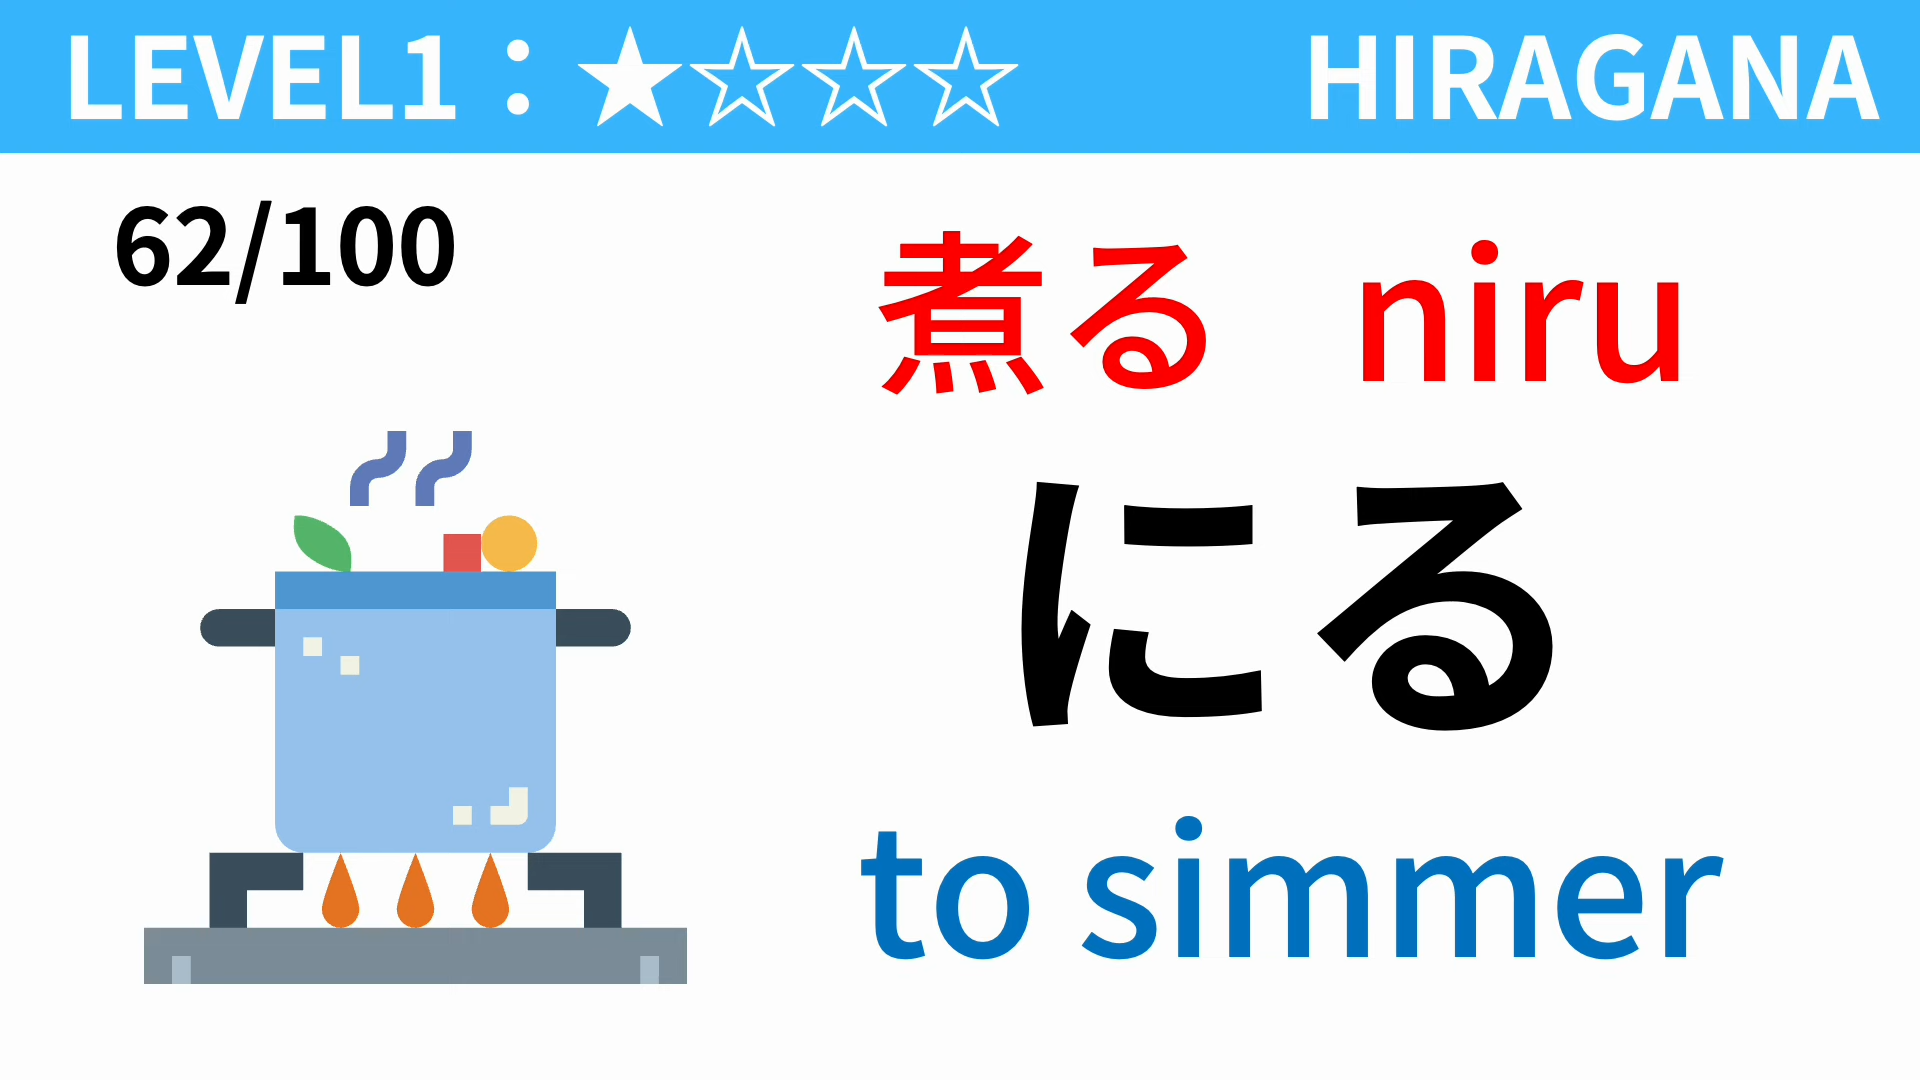 LEVEL1：★☆☆☆ HIRAGANA
62/100
煮る niru
にる
to simmer